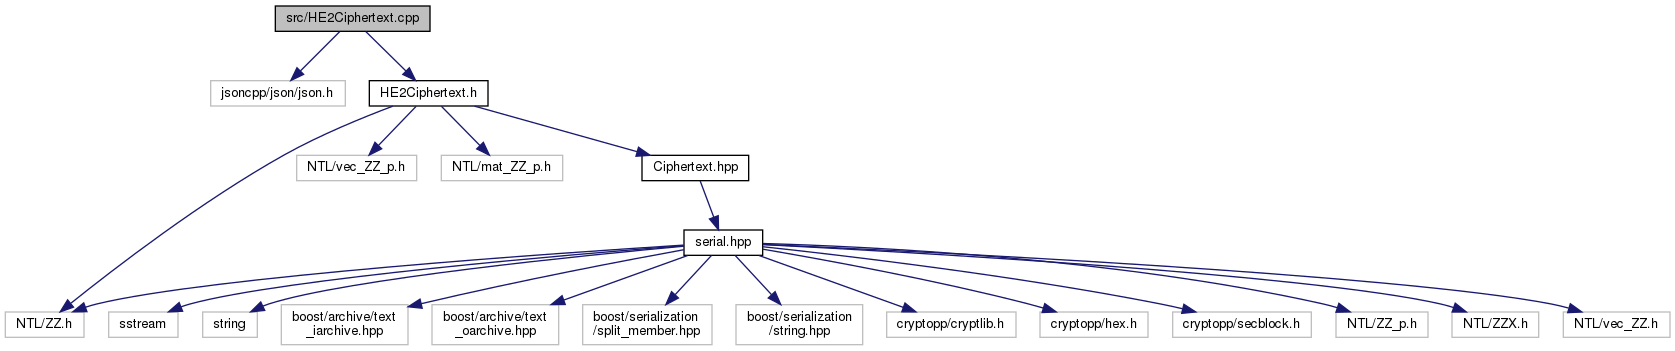 src/HE2Ciphertext.cpp
jsoncpp/json/json.h
HE2Ciphertext.h
NTL/vec_ZZ_p.h
NTL/mat_ZZ_p.h
Ciphertext.hpp
serial.hpp
NTL/ZZ.h
sstream
string
boost/archive/text
_iarchive.hpp
boost/archive/text
_oarchive.hpp
boost/serialization
/split_member.hpp
boost/serialization
/string.hpp
cryptopp/cryptlib.h
cryptopp/hex.h
cryptopp/secblock.h
NTL/ZZ_p.h
NTL/ZZX.h
NTL/vec_ZZ.h